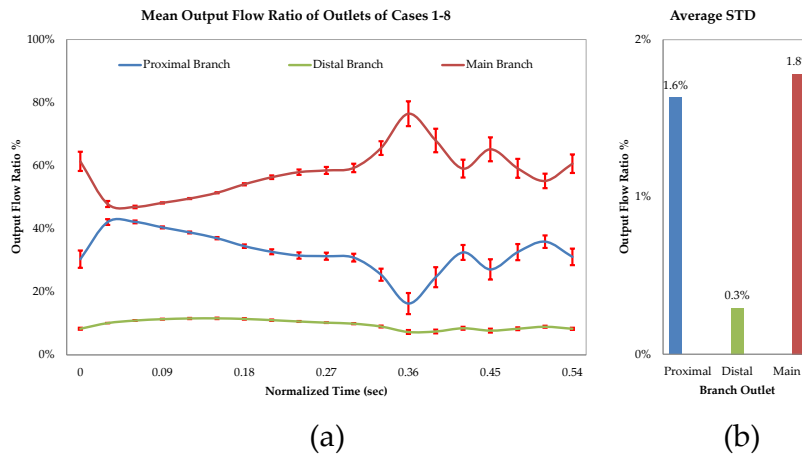 Mean Output Flow Ratio of Outlets of Cases 1-8
100%
80%
60%
40%
20%
0%
Output Flow Ratio %
Proximal Branch
Distal Branch
Main Branch
0
0.09
0.18
0.27
0.36
0.45
0.54
Normalized Time (sec)
(a)
Average STD
2%
1%
0%
Output Flow Ratio %
1.6%
0.3%
1.8%
Proximal
Distal
Main
Branch Outlet
(b)